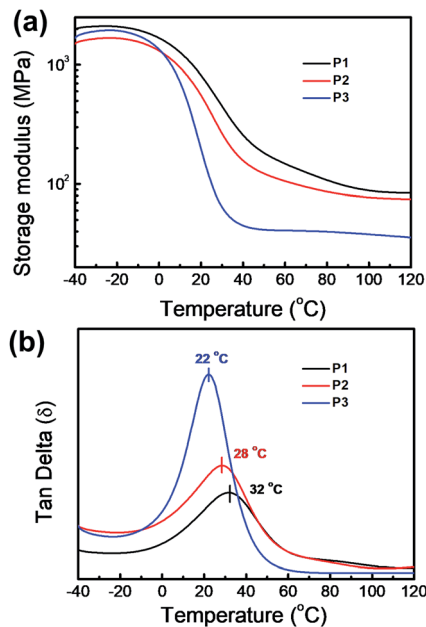 (a)
Storage modulus (MPa)
10³
10²
P1
P2
P3
-40 -20 0 20 40 60 80 100 120
Temperature (°C)
(b)
Tan Delta (δ)
22 °C
28 °C
32 °C
P1
P2
P3
-40 -20 0 20 40 60 80 100 120
Temperature (°C)